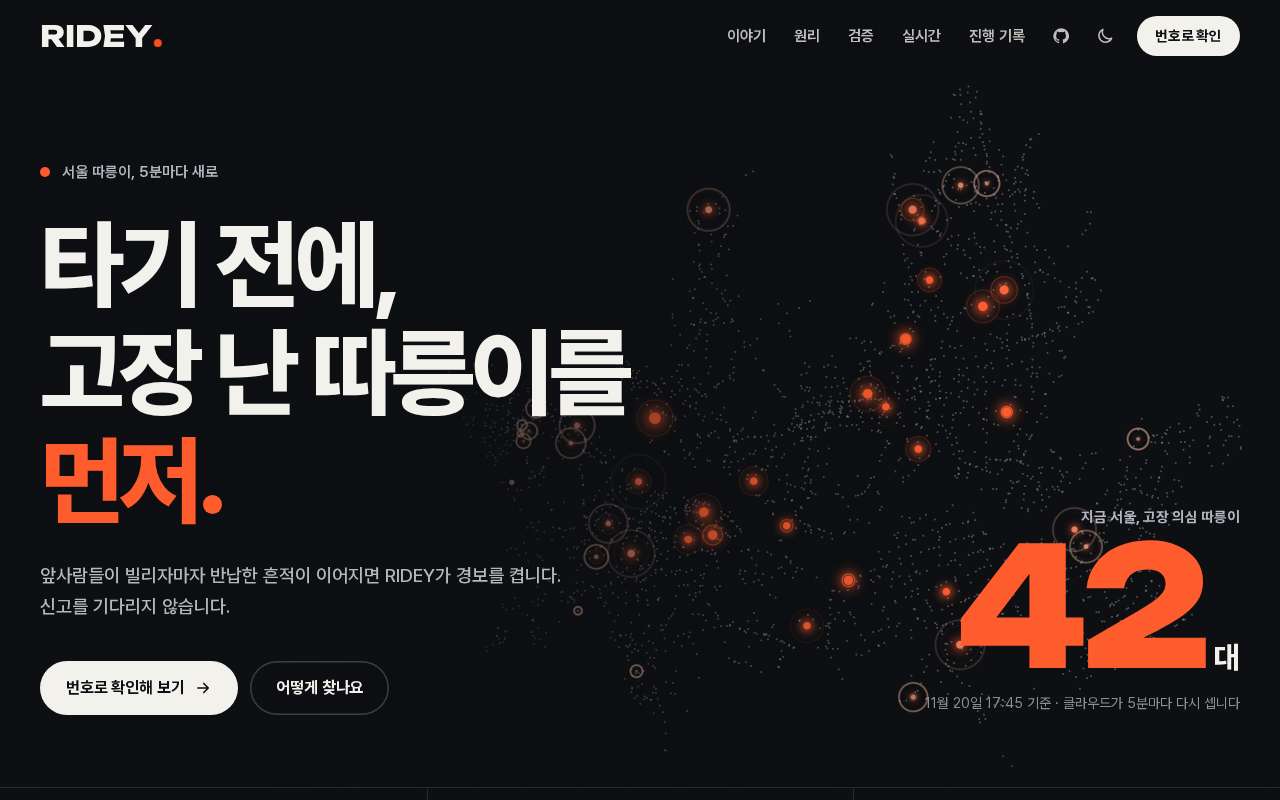 RIDEY.
이야기
원리
검증
실시간
진행 기록
번호로 확인
서울 따릉이, 5분마다 새로
타기 전에,
고장 난 따릉이를
먼저.
앞사람들이 빌리자마자 반납한 흔적이 이어지면 RIDEY가 경보를 켭니다.
신고를 기다리지 않습니다.
번호로 확인해 보기 →
어떻게 찾나요
지금 서울, 고장 의심 따릉이
42대
11월 20일 17:45 기준 · 클라우드가 5분마다 다시 셉니다